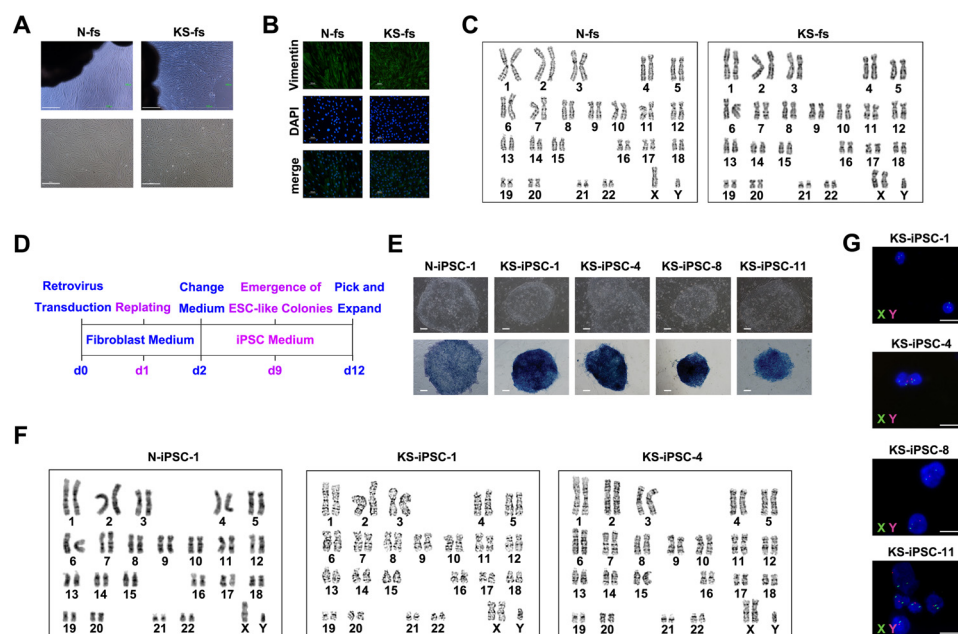 A
N-fs
KS-fs
B
N-fs
KS-fs
Vimentin
DAPI
merge
C
N-fs
KS-fs
1 2 3 4 5
6 7 8 9 10 11 12
13 14 15 16 17 18
19 20 21 22 X Y
1 2 3 4 5
6 7 8 9 10 11 12
13 14 15 16 17 18
19 20 21 22 X Y
D
Retrovirus
Transduction
Replating
Change
Medium
Emergence of
ESC-like Colonies
Pick and
Expand
Fibroblast Medium
iPSC Medium
d0 d1 d2 d9 d12
E
N-iPSC-1 KS-iPSC-1 KS-iPSC-4 KS-iPSC-8 KS-iPSC-11
F
N-iPSC-1
KS-iPSC-1
KS-iPSC-4
1 2 3 4 5
6 7 8 9 10 11 12
13 14 15 16 17 18
19 20 21 22 X Y
1 2 3 4 5
6 7 8 9 10 11 12
13 14 15 16 17 18
19 20 21 22 X Y
1 2 3 4 5
6 7 8 9 10 11 12
13 14 15 16 17 18
19 20 21 22 X Y
G
KS-iPSC-1
X Y
KS-iPSC-4
X Y
KS-iPSC-8
X Y
KS-iPSC-11
X Y